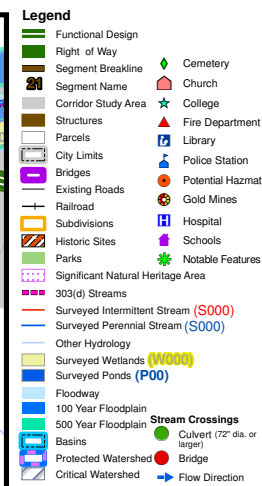 Legend
Functional Design
Right of Way
Segment Breakline
21 Segment Name
Corridor Study Area
Structures
Parcels
City Limits
Bridges
Existing Roads
Railroad
Subdivisions
Historic Sites
Parks
Significant Natural Heritage Area
303(d) Streams
Surveyed Intermittent Stream (S000)
Surveyed Perennial Stream (S000)
Other Hydrology
Surveyed Wetlands (W000)
Surveyed Ponds (P00)
Floodway
100 Year Floodplain
500 Year Floodplain
Basins
Protected Watershed
Critical Watershed
Cemetery
Church
College
Fire Department
Library
Police Station
Potential Hazmat
Gold Mines
H Hospital
Schools
Notable Features
Stream Crossings
Culvert (72" dia. or
larger)
Bridge
Flow Direction